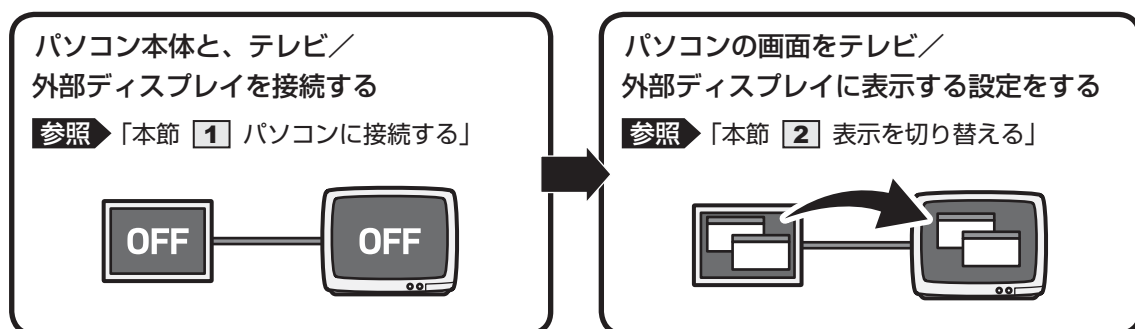 パソコン本体と、テレビ／
外部ディスプレイを接続する
参照 「本節 1 パソコンに接続する」
OFF
OFF
パソコンの画面をテレビ／
外部ディスプレイに表示する設定をする
参照 「本節 2 表示を切り替える」